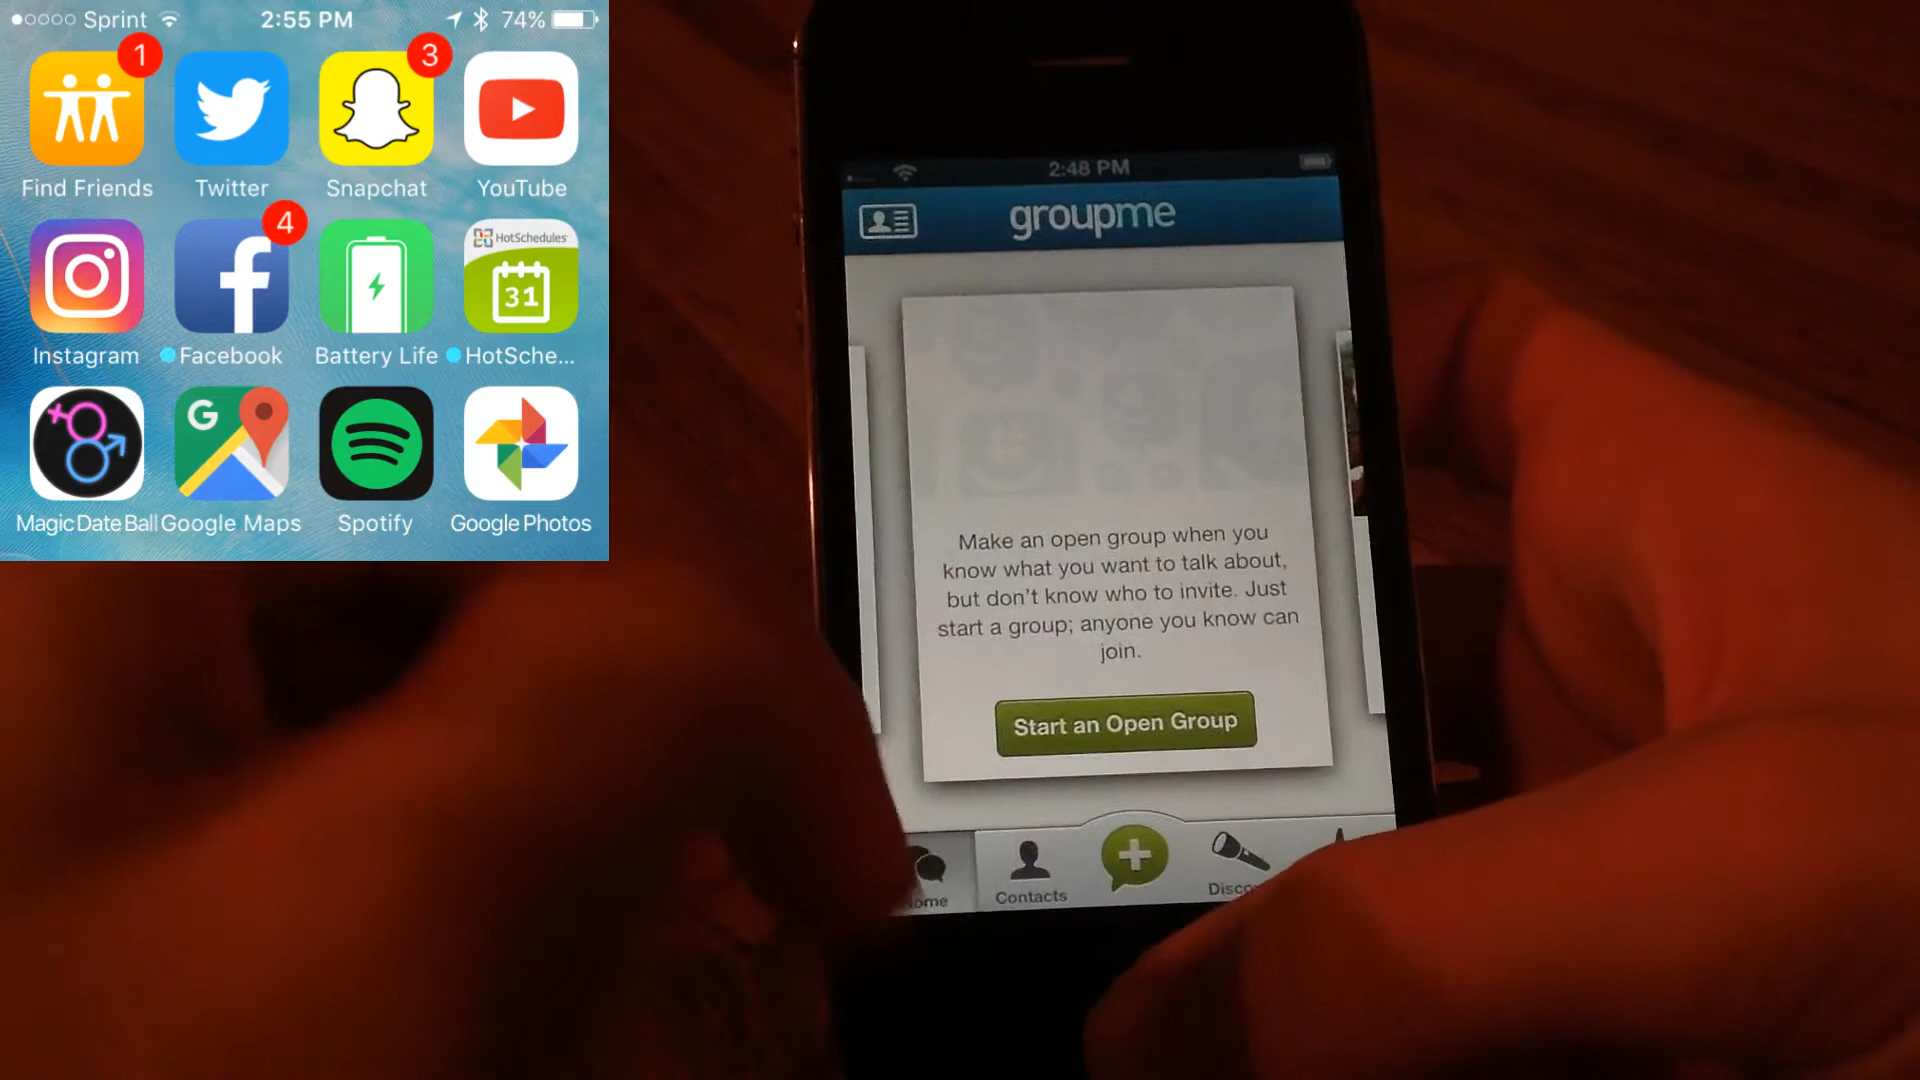 Sprint 2:55 PM 74%
1 3
Find Friends Twitter Snapchat YouTube
4
HotSchedules
31
Instagram Facebook Battery Life HotSche...
G
Magic Date Ball Google Maps Spotify Google Photos
2:48 PM
groupme
Make an open group when you
know what you want to talk about,
but don't know who to invite. Just
start a group; anyone you know can
join.
Start an Open Group
Contacts